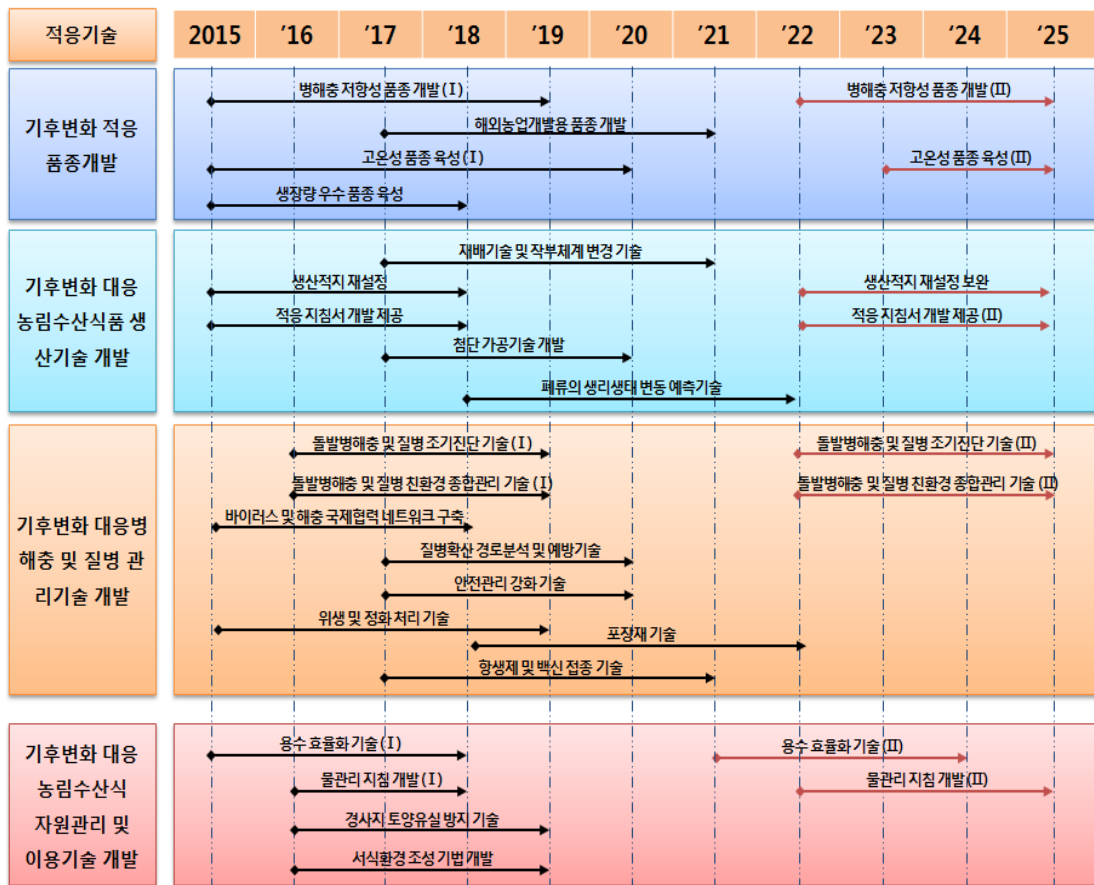 적응기술
2015 ’16 ’17 ’18 ’19 ’20 ’21 ’22 ’23 ’24 ’25
기후변화 적응
품종개발
병해충 저항성 품종 개발 (Ⅰ)
병해충 저항성 품종 개발 (II)
해외농업개발용 품종 개발
고온성 품종 육성 (Ⅰ)
고온성 품종 육성 (II)
생장량 우수 품종 육성
기후변화 대응
농림수산식품 생
산기술 개발
재배기술 및 작부체계 변경 기술
생산적지 재설정
생산적지 재설정 보완
적응 지침서 개발 제공
적응 지침서 개발 제공 (II)
첨단 가공기술 개발
폐류의 생리생태 변동 예측기술
기후변화 대응병
해충 및 질병 관
리기술 개발
돌발병해충 및 질병 조기진단 기술 (Ⅰ)
돌발병해충 및 질병 조기진단 기술 (II)
돌발병해충 및 질병 친환경 종합관리 기술 (Ⅰ)
돌발병해충 및 질병 친환경 종합관리 기술 (II)
바이러스 및 해충 국제협력 네트워크 구축
질병확산 경로분석 및 예방기술
안전관리 강화 기술
위생 및 정화 처리 기술
포장재 기술
항생제 및 백신 접종 기술
기후변화 대응
농림수산식
자원관리 및
이용기술 개발
용수 효율화 기술 (Ⅰ)
용수 효율화 기술 (II)
물관리 지침 개발 (Ⅰ)
물관리 지침 개발 (II)
경사지 토양유실 방지 기술
서식환경 조성 기법 개발